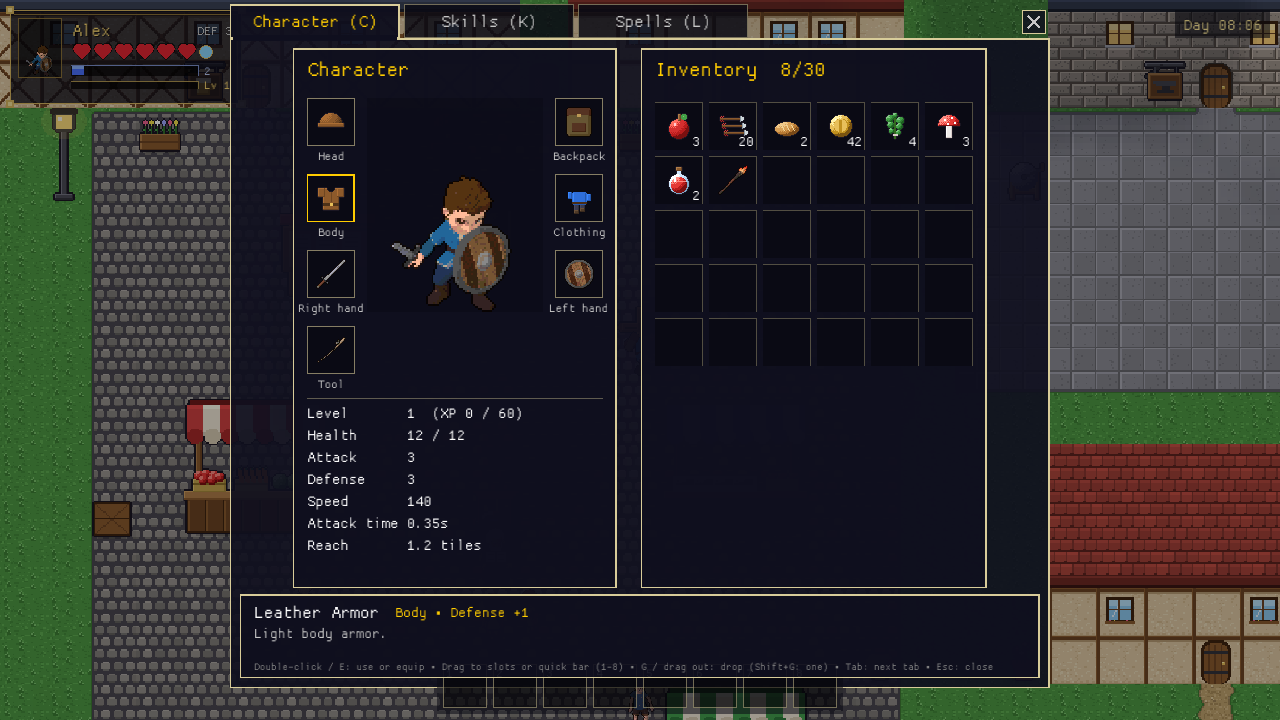 Character (C)
Skills (K)
Spells (L)
Alex
DEF 3
2
Lv 1
Day 08:06
Character
Head
Body
Right hand
Tool
Backpack
Clothing
Left hand
Level 1 (XP 0 / 60)
Health 12 / 12
Attack 3
Defense 3
Speed 140
Attack time 0.35s
Reach 1.2 tiles
Inventory 8/30
3
20
2
42
4
3
2
Leather Armor Body • Defense +1
Light body armor.
Double-click / E: use or equip • Drag to slots or quick bar (1-8) • G / drag out: drop (Shift+G: one) • Tab: next tab • Esc: close